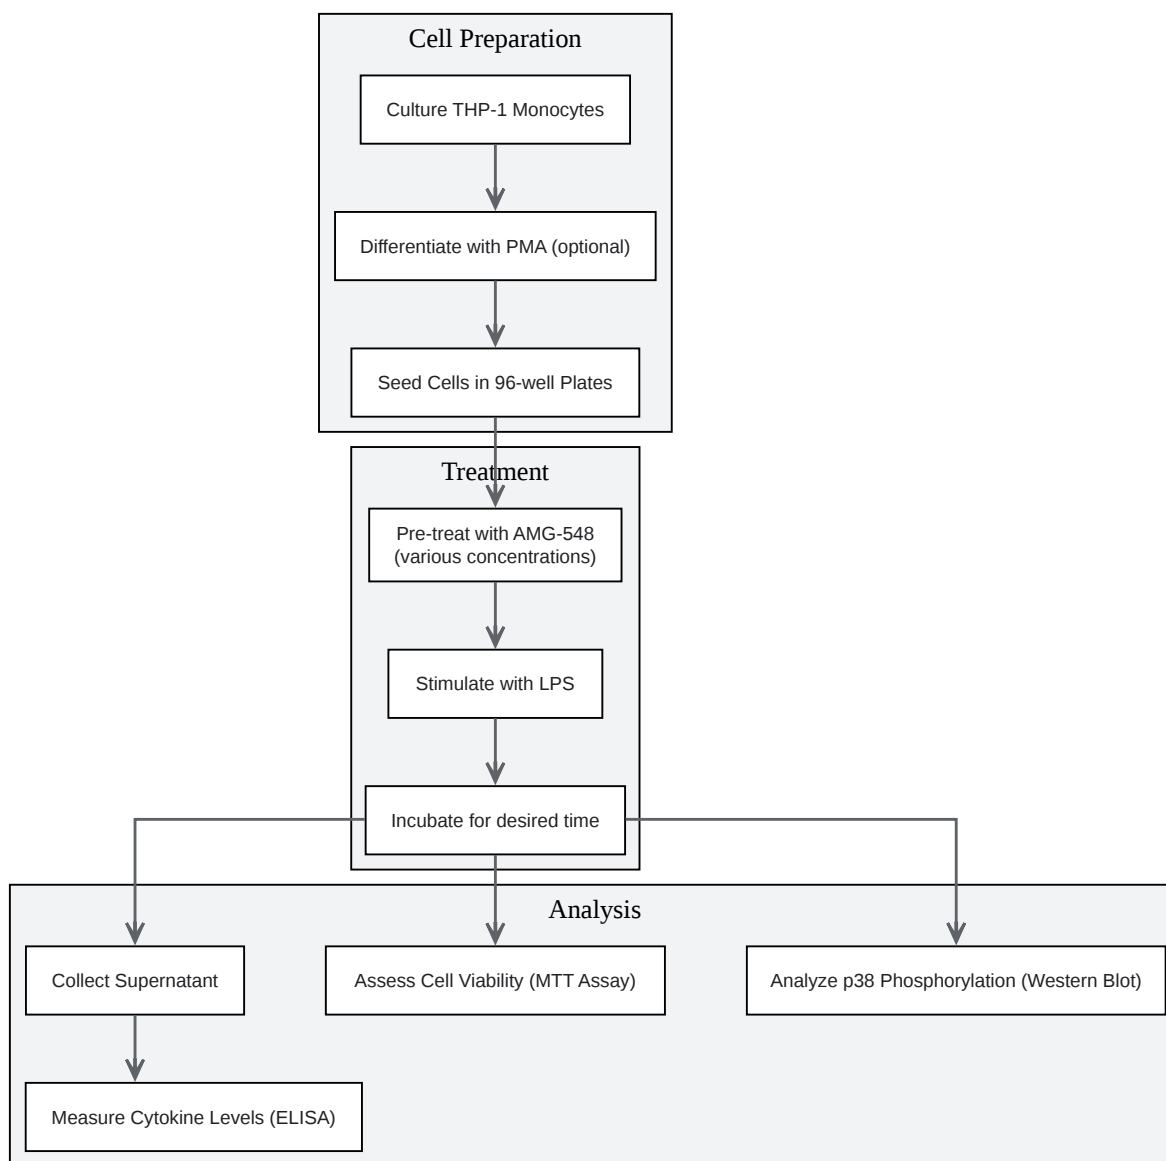 Cell Preparation
Culture THP-1 Monocytes
Differentiate with PMA (optional)
Seed Cells in 96-well Plates
Treatment
Pre-treat with AMG-548
(various concentrations)
Stimulate with LPS
Incubate for desired time
Analysis
Collect Supernatant
Assess Cell Viability (MTT Assay)
Analyze p38 Phosphorylation (Western Blot)
Measure Cytokine Levels (ELISA)